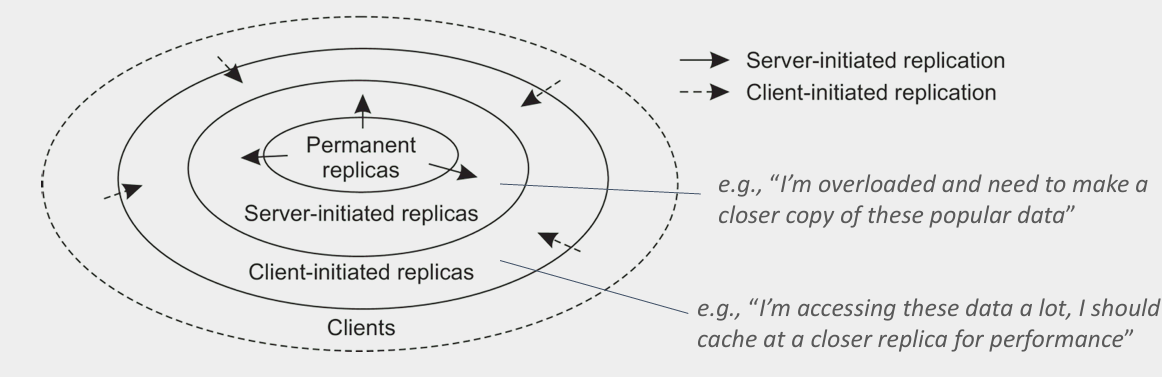 Server-initiated replication
Client-initiated replication
Permanent
replicas
Server-initiated replicas
Client-initiated replicas
Clients
e.g., “I’m overloaded and need to make a
closer copy of these popular data”
e.g., “I’m accessing these data a lot, I should
cache at a closer replica for performance”